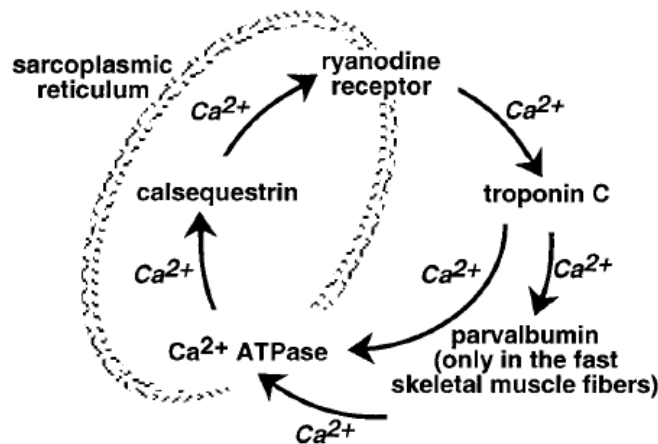 sarcoplasmic
reticulum
ryanodine
receptor
Ca2+
Ca2+
calsequestrin
troponin C
Ca2+
Ca2+
Ca2+
Ca2+ ATPase
parvalbumin
(only in the fast
skeletal muscle fibers)
Ca2+